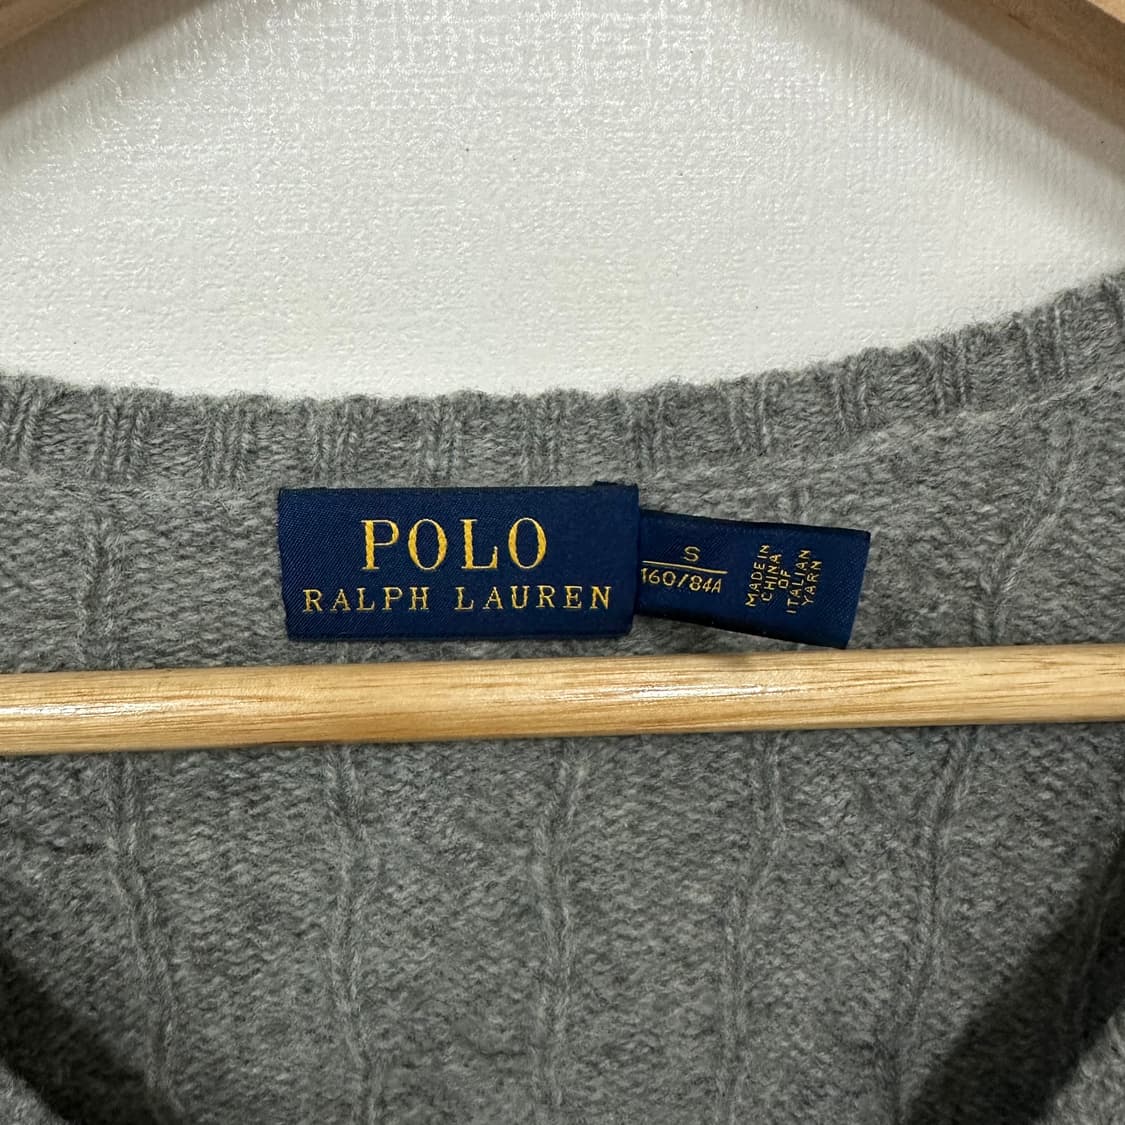 POLO
RALPH LAUREN
S
160/84A
MADE IN
CHINA
OF
ITALIAN
YARN